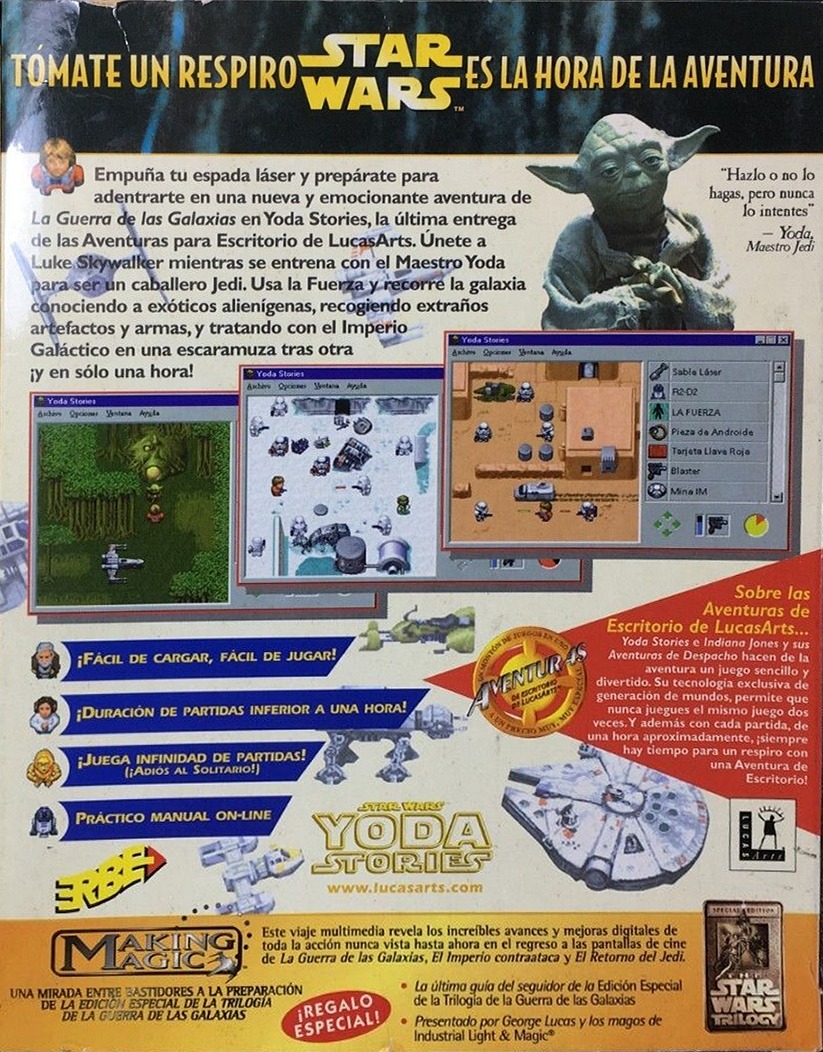 TÓMATE UN RESPIRO STAR WARS™ ES LA HORA DE LA AVENTURA
Empuña tu espada láser y prepárate para
adentrarte en una nueva y emocionante aventura de
La Guerra de las Galaxias en Yoda Stories, la última entrega
de las Aventuras para Escritorio de LucasArts. Únete a
Luke Skywalker mientras se entrena con el Maestro Yoda
para ser un caballero Jedi. Usa la Fuerza y recorre la galaxia
conociendo a exóticos alienígenas, recogiendo extraños
artefactos y armas, y tratando con el Imperio
Galáctico en una escaramuza tras otra
¡y en sólo una hora!
“Hazlo o no lo
hagas, pero nunca
lo intentes”
– Yoda,
Maestro Jedi
Yoda Stories
Archivo Opciones Ventana Ayuda
Yoda Stories
Archivo Opciones Ventana Ayuda
Yoda Stories
Archivo Opciones Ventana Ayuda
Sable Láser
R2-D2
LA FUERZA
Pieza de Androide
Tarjeta Llave Roja
Blaster
Mina IM
¡FÁCIL DE CARGAR, FÁCIL DE JUGAR!
¡DURACIÓN DE PARTIDAS INFERIOR A UNA HORA!
¡JUEGA INFINIDAD DE PARTIDAS!
(¡ADIÓS AL SOLITARIO!)
PRÁCTICO MANUAL ON-LINE
UN MONTÓN DE JUEGOS EN UNO
AVENTURAS
DE ESCRITORIO
DE LUCASARTS
A UN PRECIO MUY, MUY ESPECIAL
Sobre las
Aventuras de
Escritorio de LucasArts...
Yoda Stories e Indiana Jones y sus
Aventuras de Despacho hacen de la
aventura un juego sencillo y
divertido. Su tecnología exclusiva de
generación de mundos, permite que
nunca juegues el mismo juego dos
veces. Y además con cada partida, de
una hora aproximadamente, ¡siempre
hay tiempo para un respiro con
una Aventura de
Escritorio!
STAR WARS
YODA
STORIES
www.lucasarts.com
ERBE
LUCAS
Arts
MAKING
MAGIC
UNA MIRADA ENTRE BASTIDORES A LA PREPARACIÓN
DE LA EDICIÓN ESPECIAL DE LA TRILOGÍA
DE LA GUERRA DE LAS GALAXIAS
¡REGALO
ESPECIAL!
Este viaje multimedia revela los increíbles avances y mejoras digitales de
toda la acción nunca vista hasta ahora en el regreso a las pantallas de cine
de La Guerra de las Galaxias, El Imperio contraataca y El Retorno del Jedi.
• La última guía del seguidor de la Edición Especial
de la Trilogía de la Guerra de las Galaxias
• Presentado por George Lucas y los magos de
Industrial Light & Magic®
SPECIAL EDITION
THE
STAR
WARS
TRILOGY